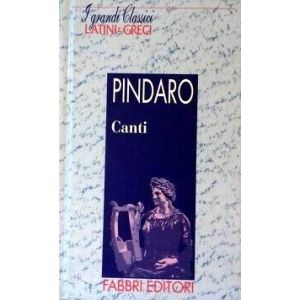 I grandi Classici
LATINI-GRECI
PINDARO
Canti
FABBRI EDITORI